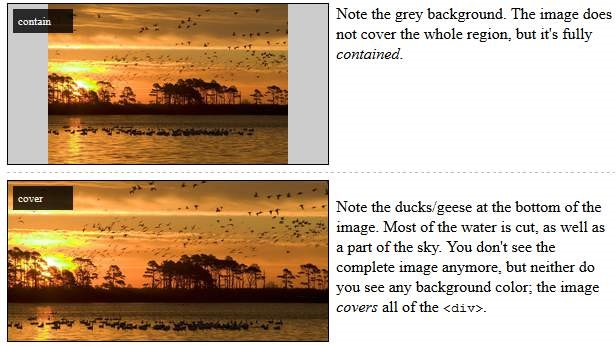 contain
Note the grey background. The image does
not cover the whole region, but it's fully
contained.
cover
Note the ducks/geese at the bottom of the
image. Most of the water is cut, as well as
a part of the sky. You don't see the
complete image anymore, but neither do
you see any background color; the image
covers all of the <div>.